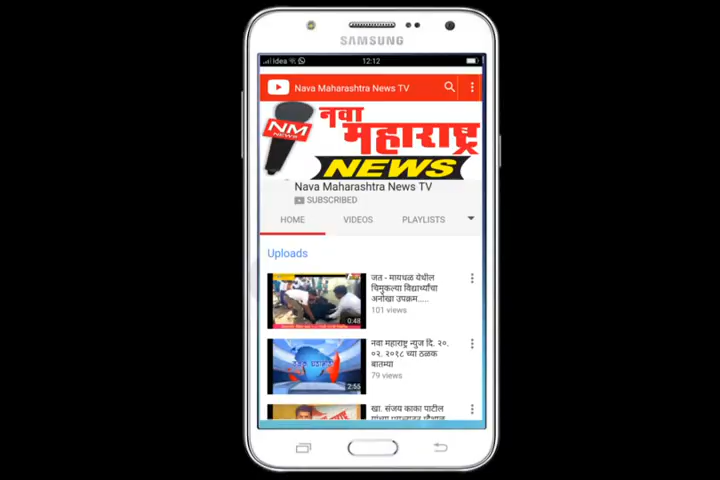 SAMSUNG
Idea
12:12
Nava Maharashtra News TV
NM
NEWS
नवा
महाराष्ट्र
NEWS
Nava Maharashtra News TV
SUBSCRIBED
HOME VIDEOS PLAYLISTS
Uploads
जत - मायथळ येथील
चिमुकल्या विद्यार्थ्यांचा
अनोखा उपक्रम.....
101 views
0:48
नवा महाराष्ट्र न्युज दि. २०.
०२. २०१८ च्या ठळक
बातम्या
79 views
2:55
खा. संजय काका पाटील